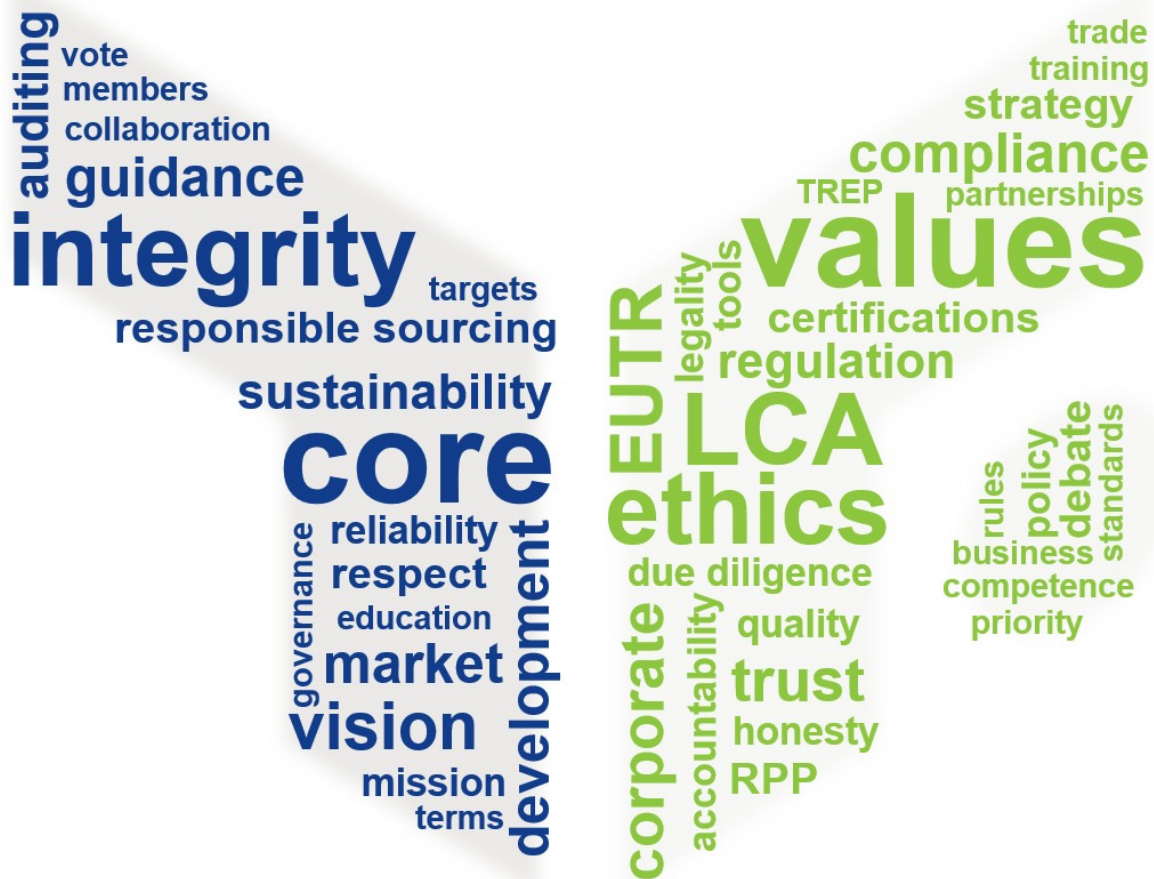 auditing
vote
members
collaboration
guidance
integrity
targets
responsible sourcing
sustainability
core
governance
reliability
respect
education
market
vision
mission
terms
development
trade
training
strategy
compliance
TREP
partnerships
values
EUTR
legality
tools
certifications
regulation
LCA
ethics
due diligence
corporate
accountability
quality
trust
honesty
RPP
rules
policy
debate
standards
business
competence
priority